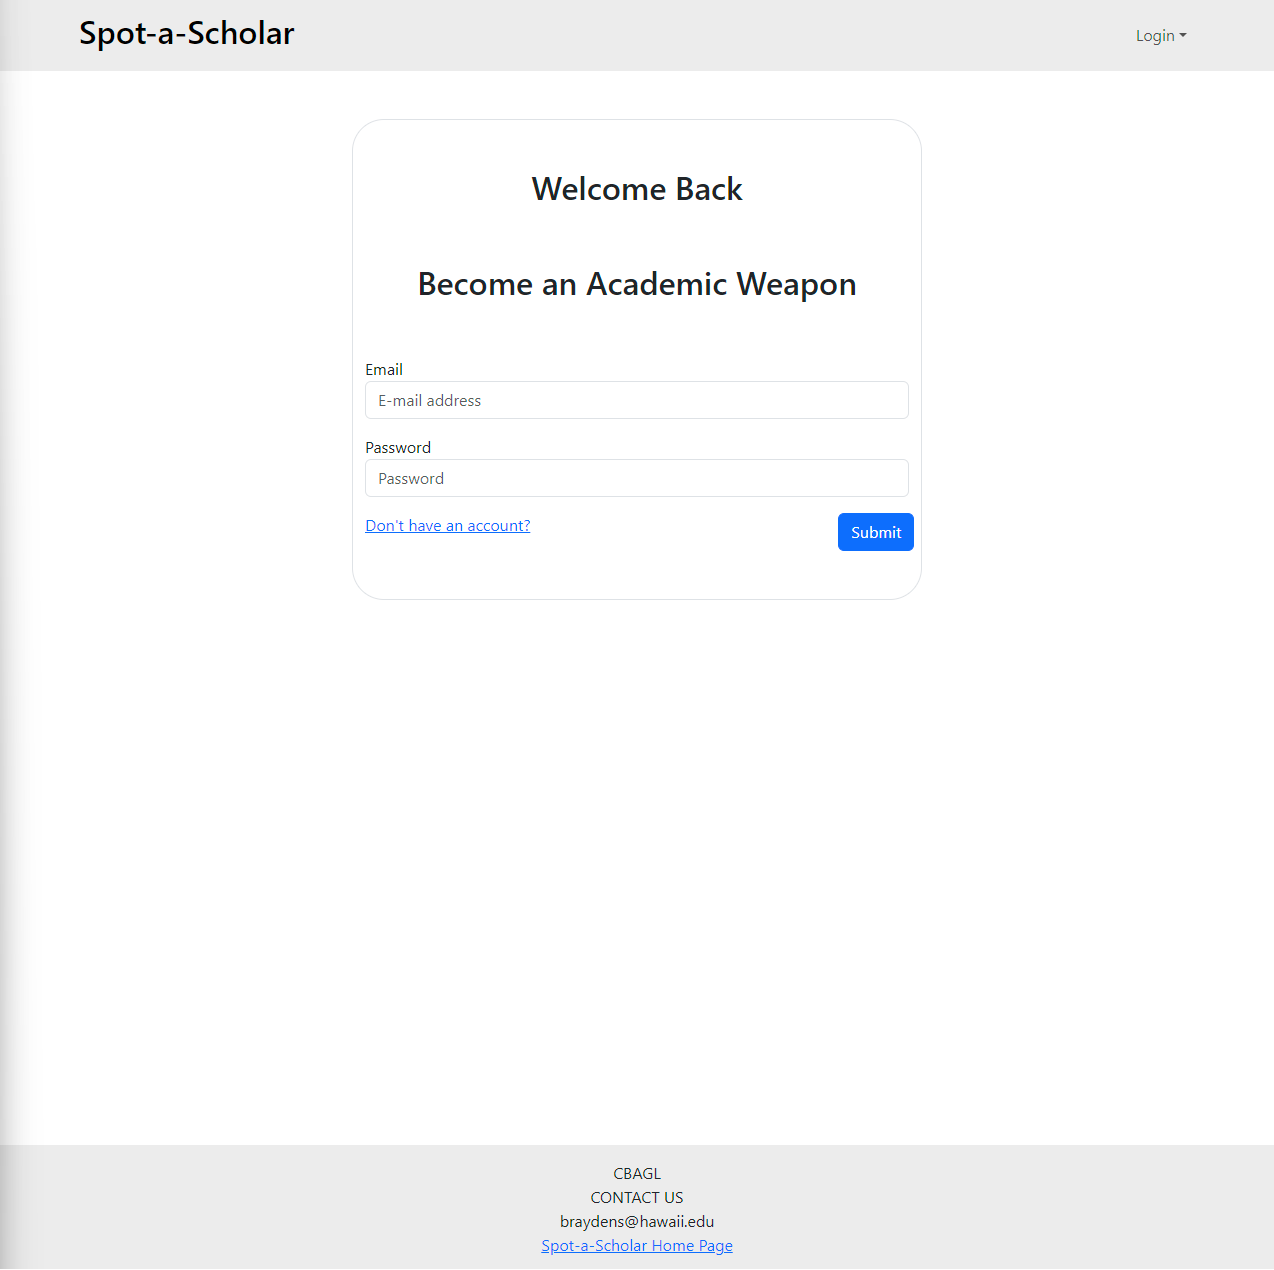 Spot-a-Scholar
Login
Welcome Back
Become an Academic Weapon
Email
E-mail address
Password
Password
Don't have an account?
Submit
CBAGL
CONTACT US
braydens@hawaii.edu
Spot-a-Scholar Home Page